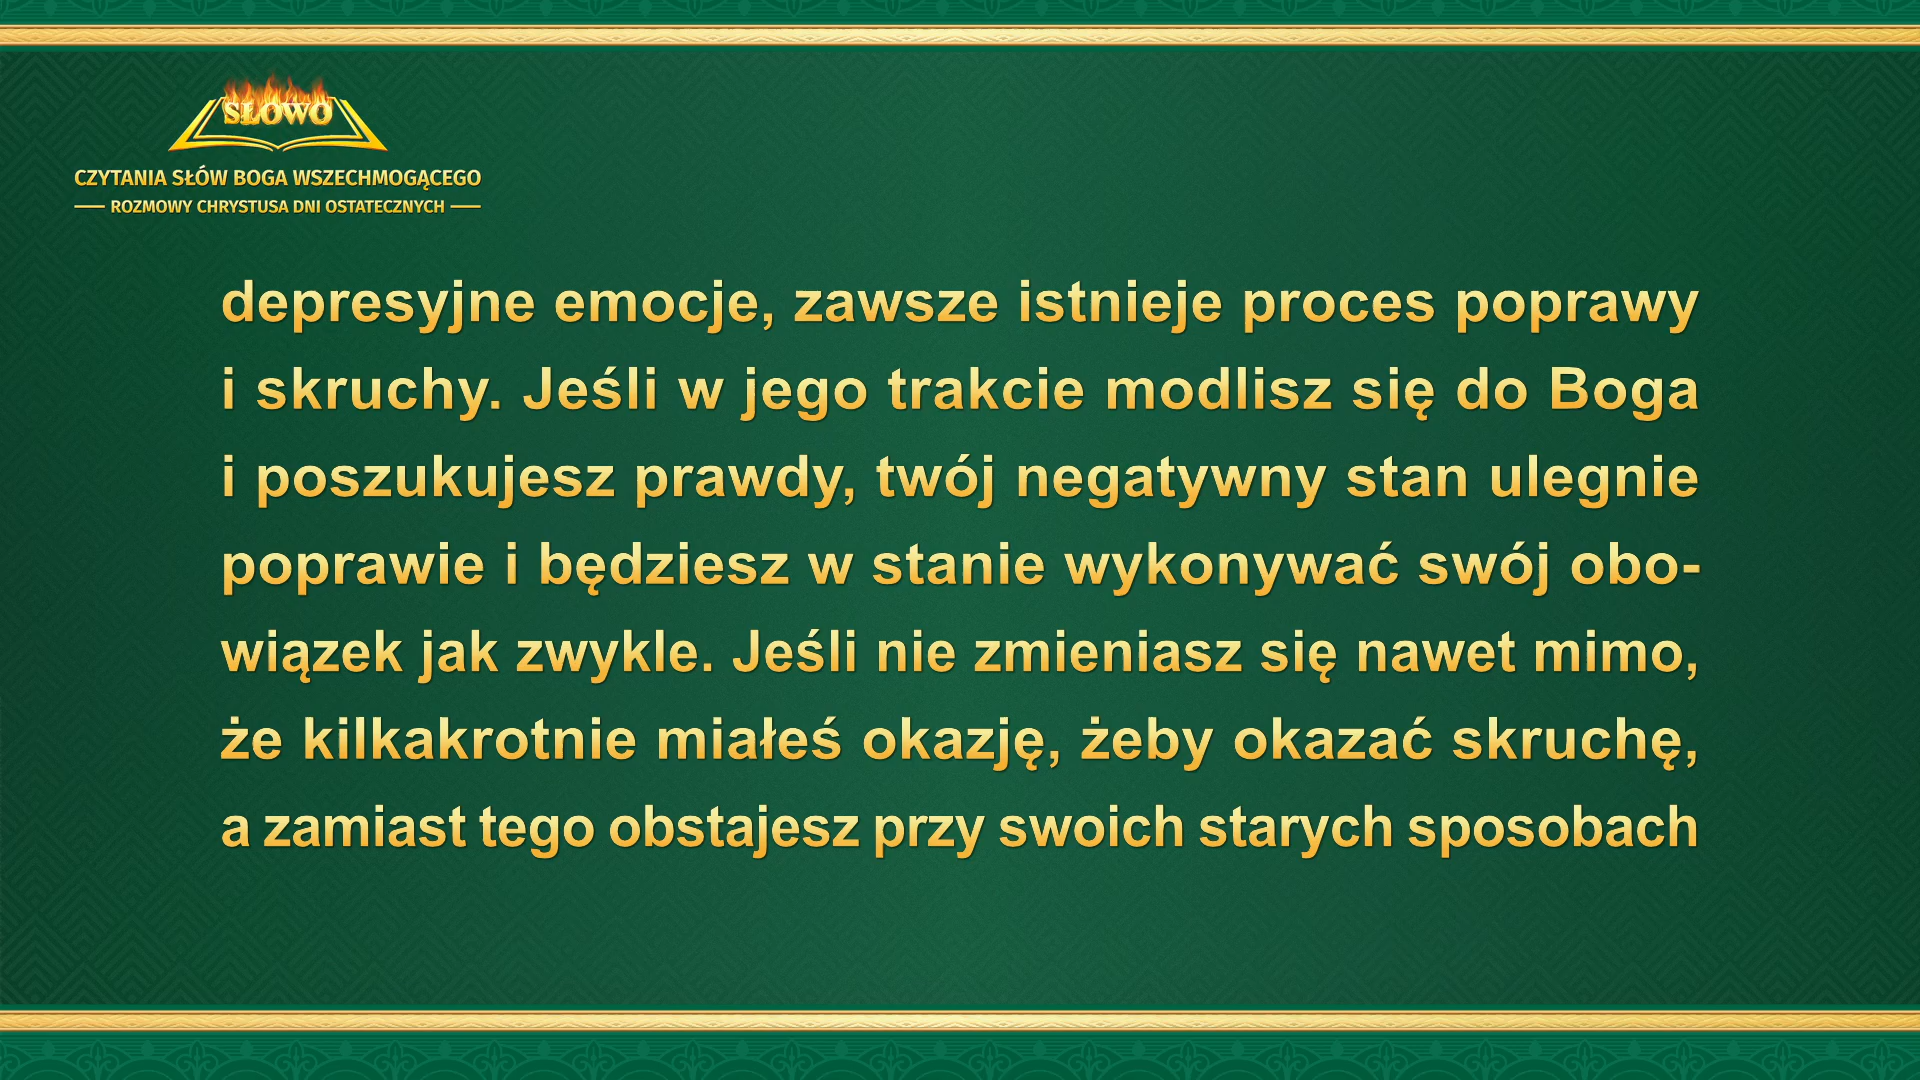 SŁOWO
CZYTANIA SŁÓW BOGA WSZECHMOGĄCEGO
ROZMOWY CHRYSTUSA DNI OSTATECZNYCH
depresyjne emocje, zawsze istnieje proces poprawy
i skruchy. Jeśli w jego trakcie modlisz się do Boga
i poszukujesz prawdy, twój negatywny stan ulegnie
poprawie i będziesz w stanie wykonywać swój obo-
wiązek jak zwykle. Jeśli nie zmieniasz się nawet mimo,
że kilkakrotnie miałeś okazję, żeby okazać skruchę,
a zamiast tego obstajesz przy swoich starych sposobach